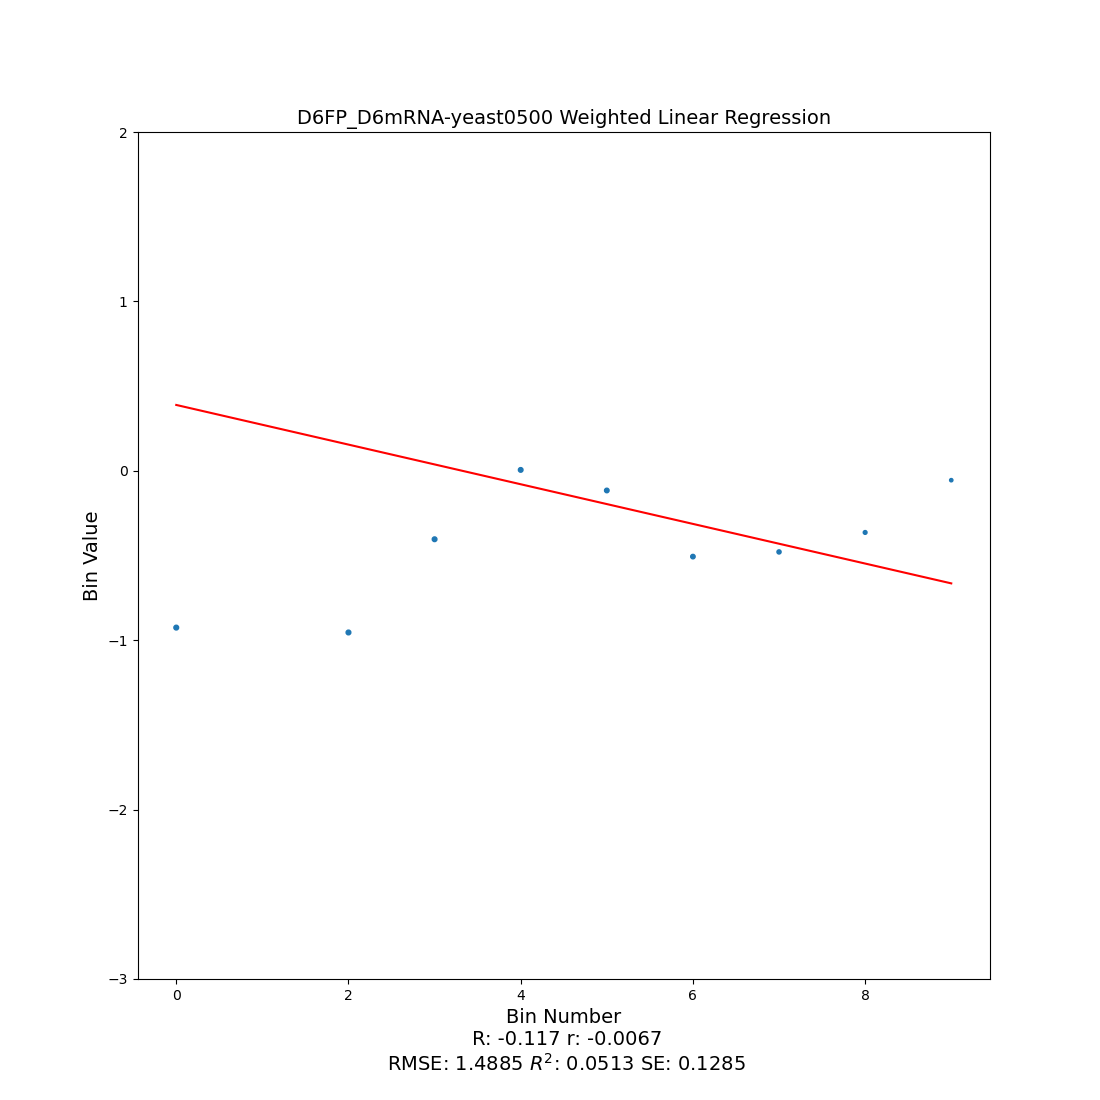 D6FP_D6mRNA-yeast0500 Weighted Linear Regression
2
1
0
−1
−2
−3
Bin Value
0 2 4 6 8
Bin Number
R: -0.117 r: -0.0067
RMSE: 1.4885 R²: 0.0513 SE: 0.1285